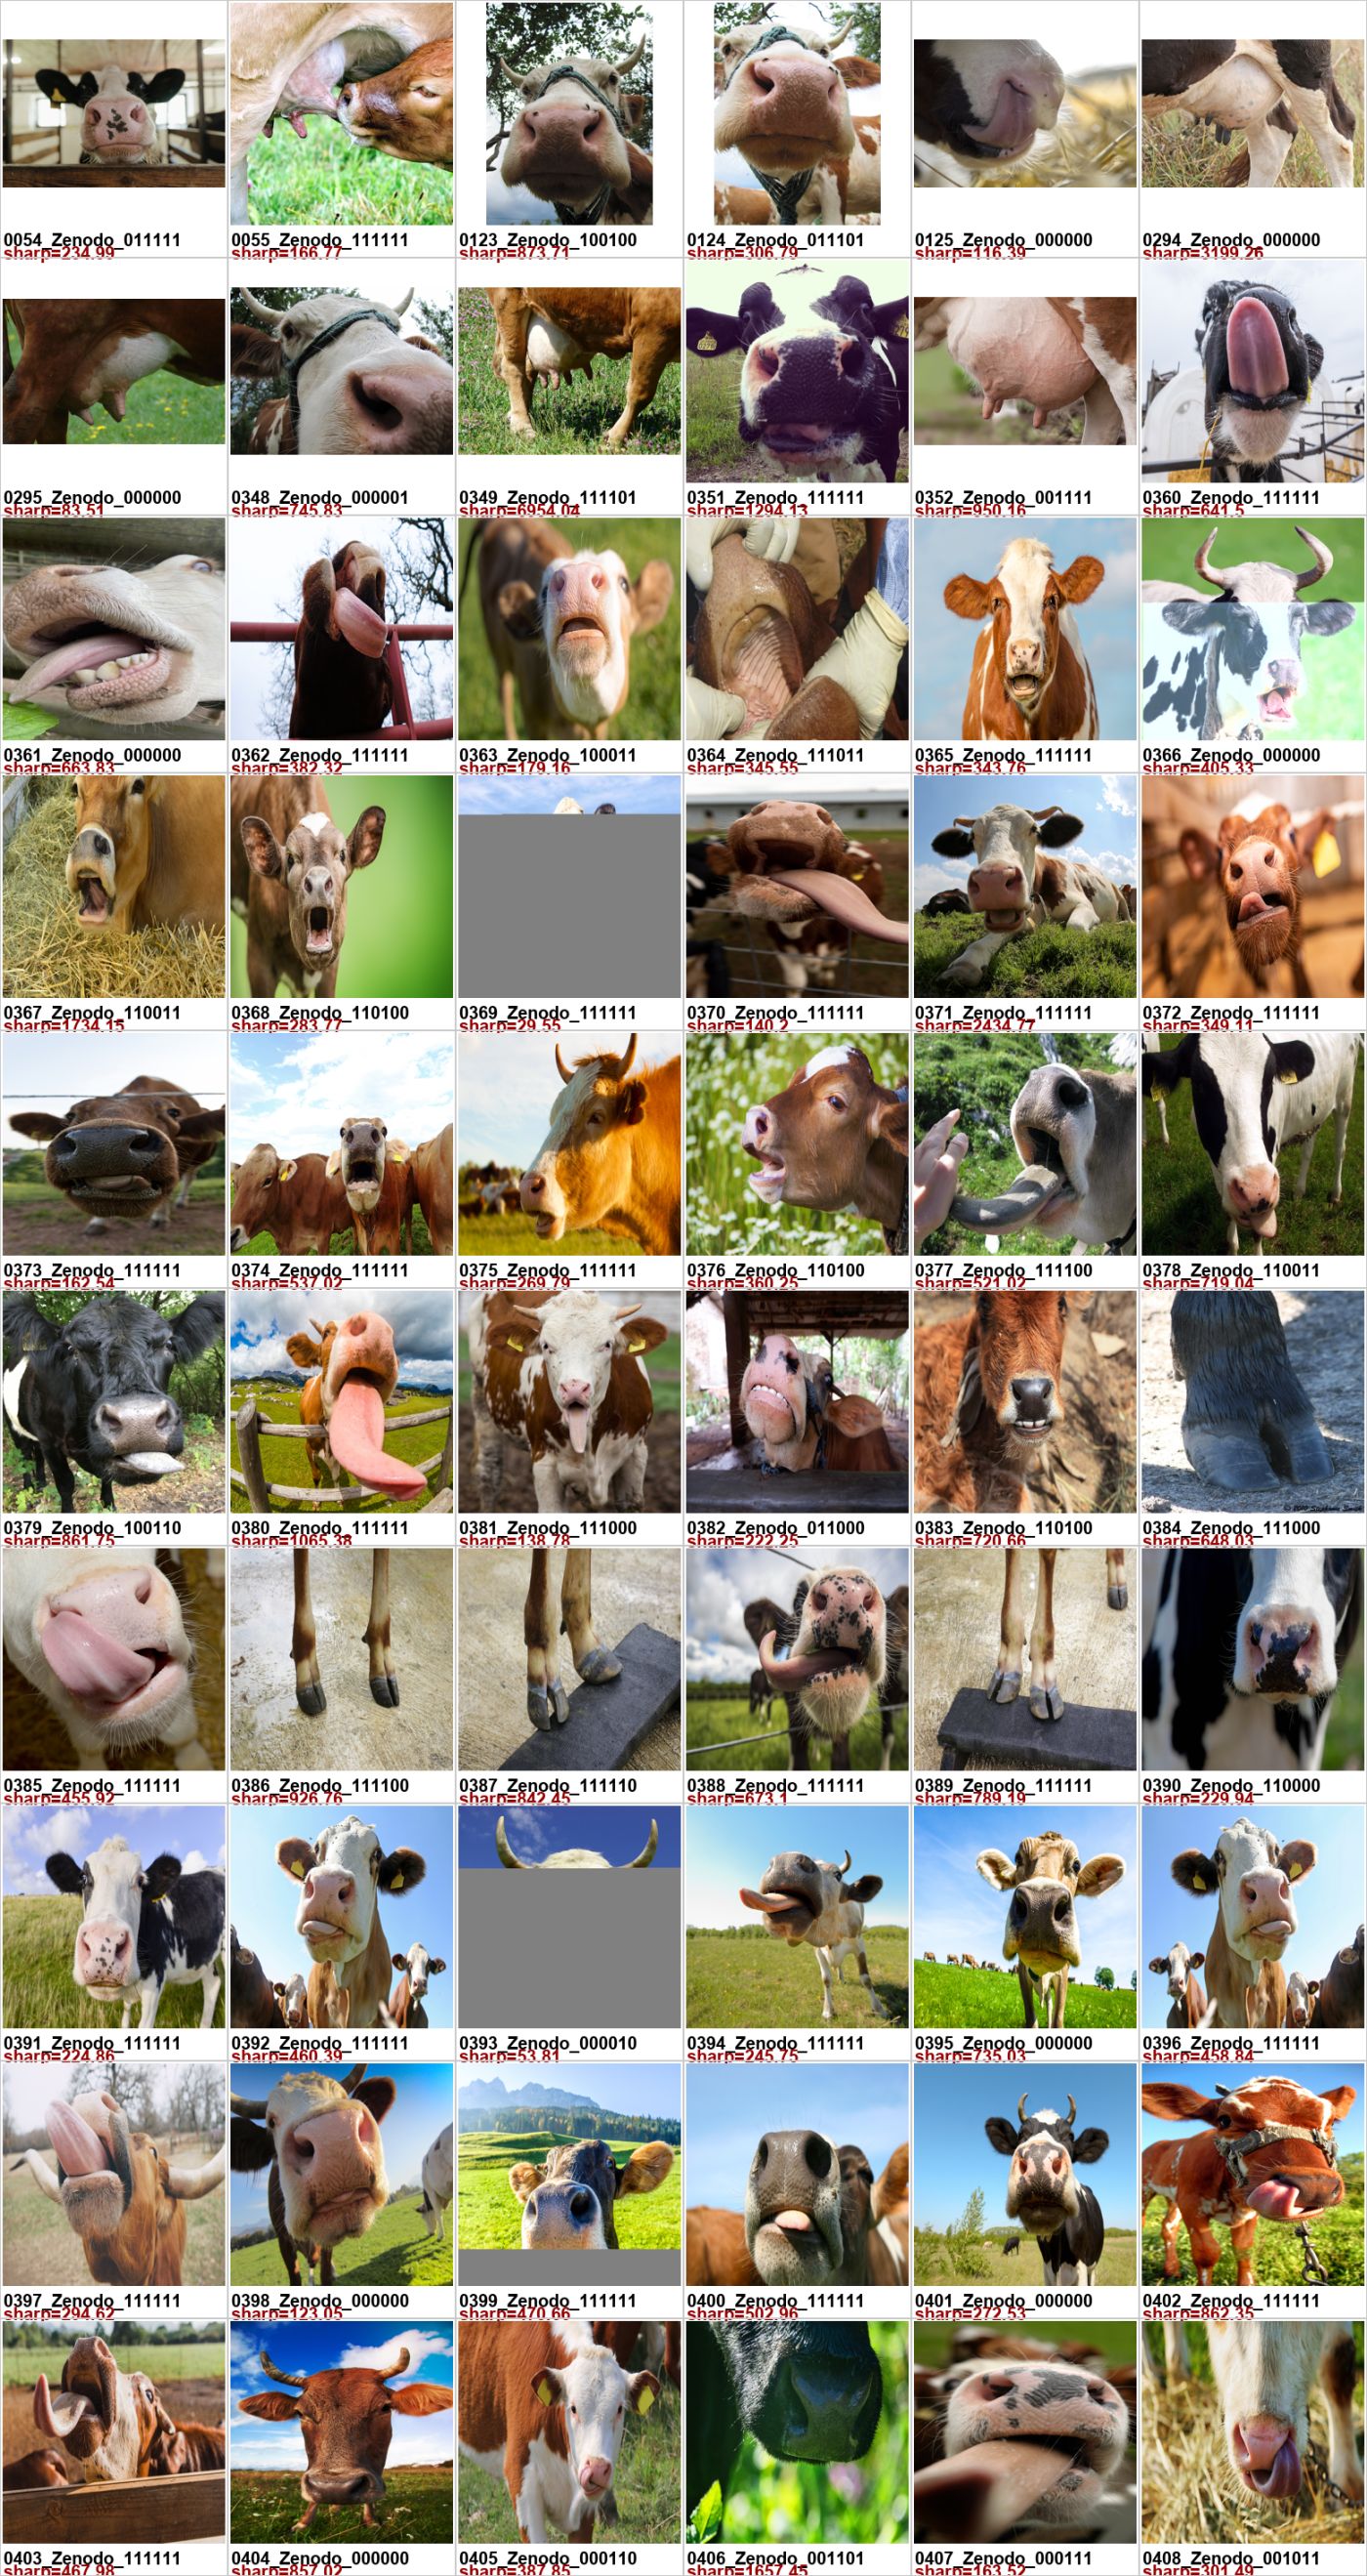 0054_Zenodo_011111
sharp=234.99
0055_Zenodo_111111
sharp=166.77
0123_Zenodo_100100
sharp=873.71
0124_Zenodo_011101
sharp=306.79
0125_Zenodo_000000
sharp=116.39
0294_Zenodo_000000
sharp=3199.26
0295_Zenodo_000000
sharp=83.51
0348_Zenodo_000001
sharp=745.83
0349_Zenodo_111101
sharp=6954.04
0351_Zenodo_111111
sharp=1294.13
0352_Zenodo_001111
sharp=950.16
0360_Zenodo_111111
sharp=641.5
0361_Zenodo_000000
sharp=663.83
0362_Zenodo_111111
sharp=382.32
0363_Zenodo_100011
sharp=179.16
0364_Zenodo_111011
sharp=345.55
0365_Zenodo_111111
sharp=343.76
0366_Zenodo_000000
sharp=405.33
0367_Zenodo_110011
sharp=1734.15
0368_Zenodo_110100
sharp=283.77
0369_Zenodo_111111
sharp=29.55
0370_Zenodo_111111
sharp=140.2
0371_Zenodo_111111
sharp=2434.77
0372_Zenodo_111111
sharp=349.11
0373_Zenodo_111111
sharp=162.54
0374_Zenodo_111111
sharp=537.02
0375_Zenodo_111111
sharp=269.79
0376_Zenodo_110100
sharp=360.25
0377_Zenodo_111100
sharp=521.02
0378_Zenodo_110011
sharp=719.04
0379_Zenodo_100110
sharp=861.75
0380_Zenodo_111111
sharp=1065.38
0381_Zenodo_111000
sharp=138.78
0382_Zenodo_011000
sharp=222.25
0383_Zenodo_110100
sharp=720.66
0384_Zenodo_111000
sharp=648.03
0385_Zenodo_111111
sharp=455.92
0386_Zenodo_111100
sharp=926.76
0387_Zenodo_111110
sharp=842.45
0388_Zenodo_111111
sharp=673.1
0389_Zenodo_111111
sharp=789.19
0390_Zenodo_110000
sharp=229.94
0391_Zenodo_111111
sharp=224.86
0392_Zenodo_111111
sharp=460.39
0393_Zenodo_000010
sharp=53.81
0394_Zenodo_111111
sharp=245.75
0395_Zenodo_000000
sharp=735.03
0396_Zenodo_111111
sharp=458.84
0397_Zenodo_111111
sharp=294.62
0398_Zenodo_000000
sharp=123.05
0399_Zenodo_111111
sharp=470.66
0400_Zenodo_111111
sharp=502.96
0401_Zenodo_000000
sharp=272.53
0402_Zenodo_111111
sharp=862.35
0403_Zenodo_111111
sharp=467.98
0404_Zenodo_000000
sharp=857.02
0405_Zenodo_000101
sharp=387.85
0406_Zenodo_001101
sharp=1657.45
0407_Zenodo_000111
sharp=163.52
0408_Zenodo_001011
sharp=301.49